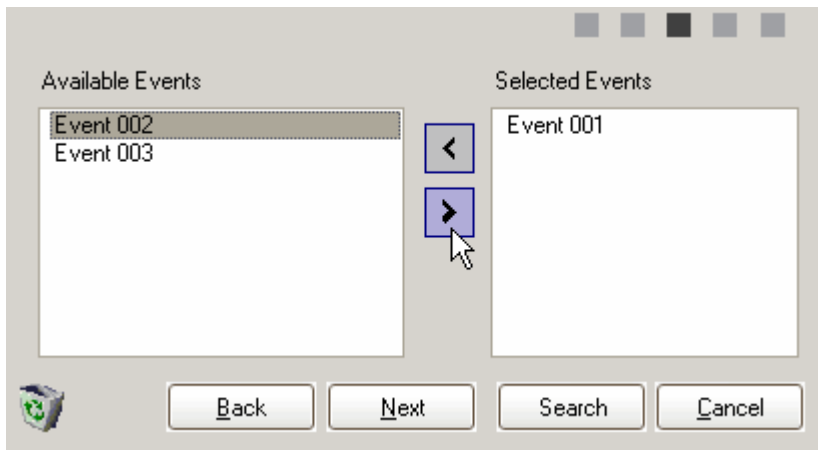 Available Events
Selected Events
Event 002
Event 003
Event 001
<
>
Back
Next
Search
Cancel